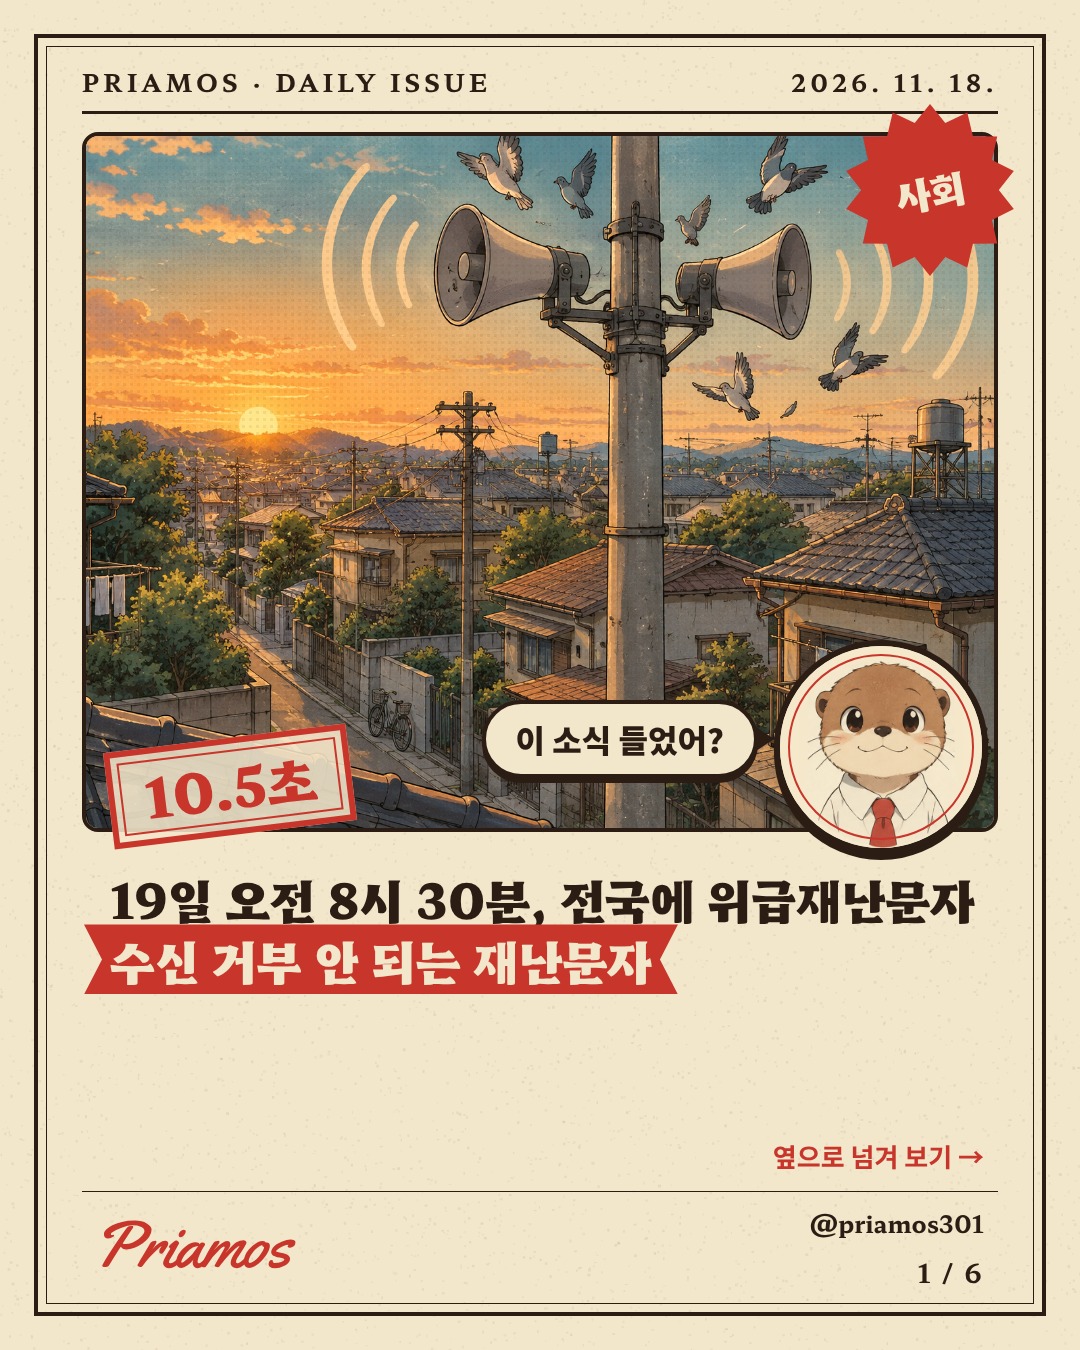 PRIAMOS · DAILY ISSUE
2026. 11. 18.
사회
이 소식 들었어?
10.5초
19일 오전 8시 30분, 전국에 위급재난문자
수신 거부 안 되는 재난문자
옆으로 넘겨 보기 →
Priamos
@priamos301
1 / 6